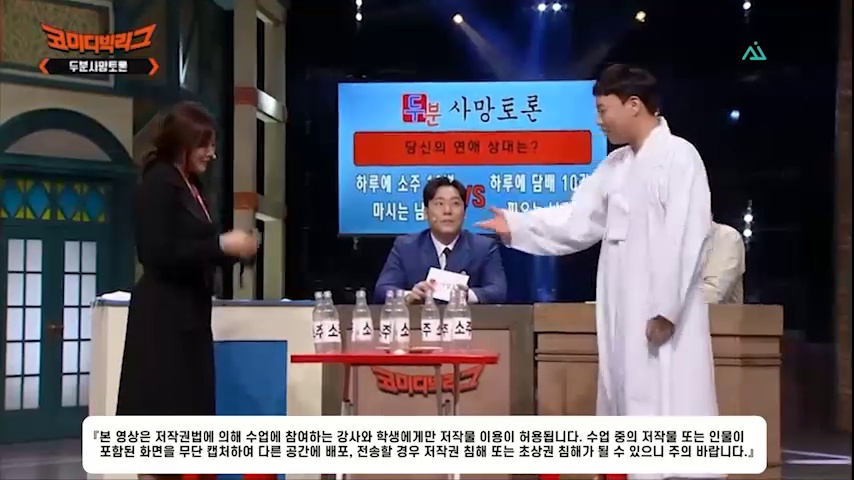 코미디빅리그
두분사망토론
두분 사망토론
당신의 연애 상대는?
하루에 소주
VS
하루에 담배 10갑
마시는 남
피우는
소주 소
소주 소
소주 소주
코미디빅리그
『본 영상은 저작권법에 의해 수업에 참여하는 강사와 학생에게만 저작물 이용이 허용됩니다. 수업 중의 저작물 또는 인물이
포함된 화면을 무단 캡처하여 다른 공간에 배포, 전송할 경우 저작권 침해 또는 초상권 침해가 될 수 있으니 주의 바랍니다.』